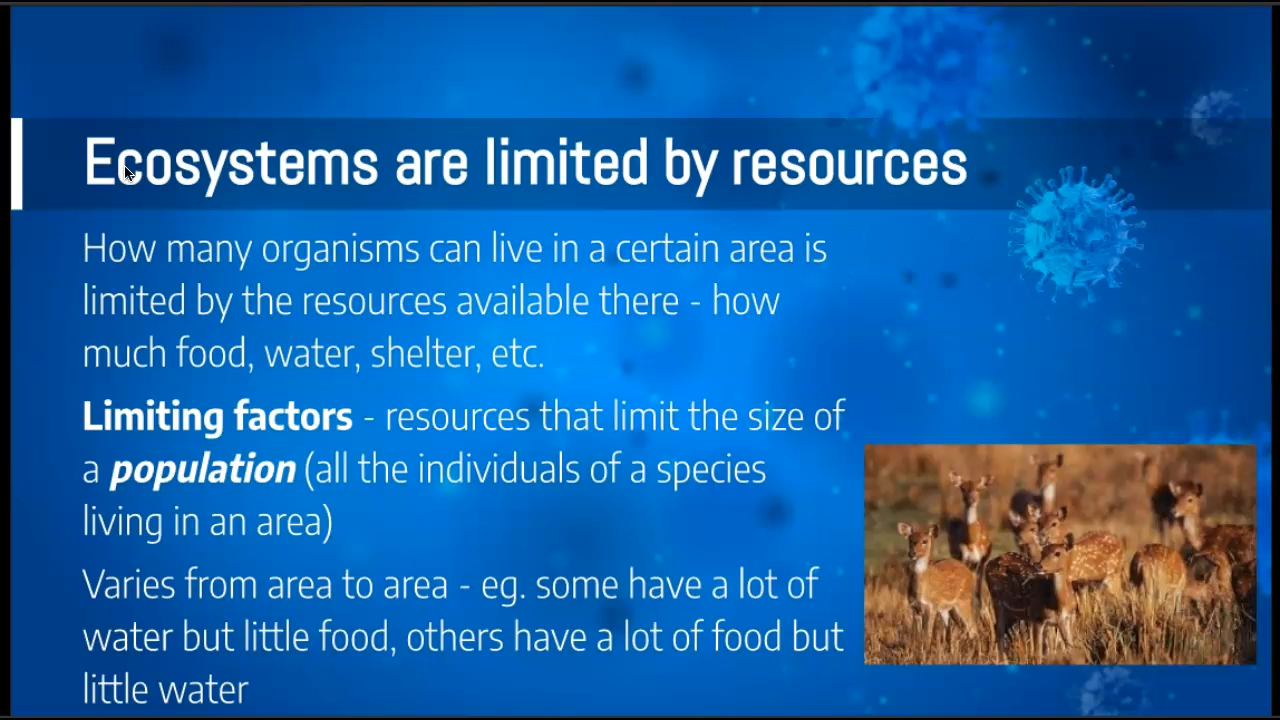 Ecosystems are limited by resources
How many organisms can live in a certain area is
limited by the resources available there - how
much food, water, shelter, etc.
Limiting factors - resources that limit the size of
a population (all the individuals of a species
living in an area)
Varies from area to area - eg. some have a lot of
water but little food, others have a lot of food but
little water